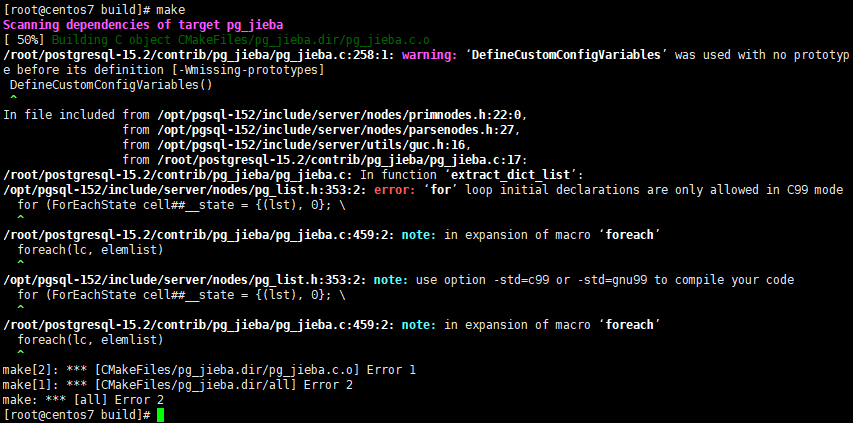 [root@centos7 build]# make
Scanning dependencies of target pg_jieba
[ 50%] Building C object CMakeFiles/pg_jieba.dir/pg_jieba.c.o
/root/postgresql-15.2/contrib/pg_jieba/pg_jieba.c:258:1: warning: ‘DefineCustomConfigVariables’ was used with no prototyp
e before its definition [-Wmissing-prototypes]
 DefineCustomConfigVariables()
 ^
In file included from /opt/pgsql-152/include/server/nodes/primnodes.h:22:0,
                 from /opt/pgsql-152/include/server/nodes/parsenodes.h:27,
                 from /opt/pgsql-152/include/server/utils/guc.h:16,
                 from /root/postgresql-15.2/contrib/pg_jieba/pg_jieba.c:17:
/root/postgresql-15.2/contrib/pg_jieba/pg_jieba.c: In function ‘extract_dict_list’:
/opt/pgsql-152/include/server/nodes/pg_list.h:353:2: error: ‘for’ loop initial declarations are only allowed in C99 mode
  for (ForEachState cell##__state = {(lst), 0}; \
  ^
/root/postgresql-15.2/contrib/pg_jieba/pg_jieba.c:459:2: note: in expansion of macro ‘foreach’
  foreach(lc, elemlist)
  ^
/opt/pgsql-152/include/server/nodes/pg_list.h:353:2: note: use option -std=c99 or -std=gnu99 to compile your code
  for (ForEachState cell##__state = {(lst), 0}; \
  ^
/root/postgresql-15.2/contrib/pg_jieba/pg_jieba.c:459:2: note: in expansion of macro ‘foreach’
  foreach(lc, elemlist)
  ^
make[2]: *** [CMakeFiles/pg_jieba.dir/pg_jieba.c.o] Error 1
make[1]: *** [CMakeFiles/pg_jieba.dir/all] Error 2
make: *** [all] Error 2
[root@centos7 build]#